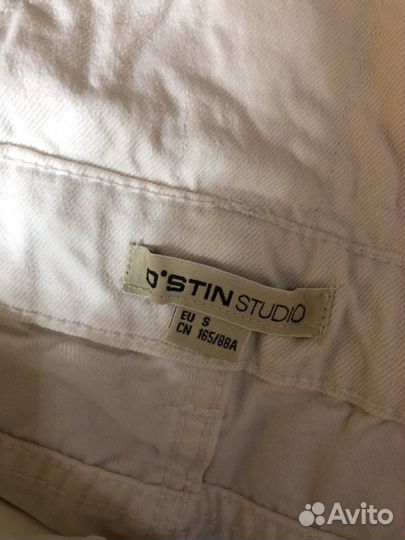 O'STIN STUDIO
EU S
CN 165/88A
Avito